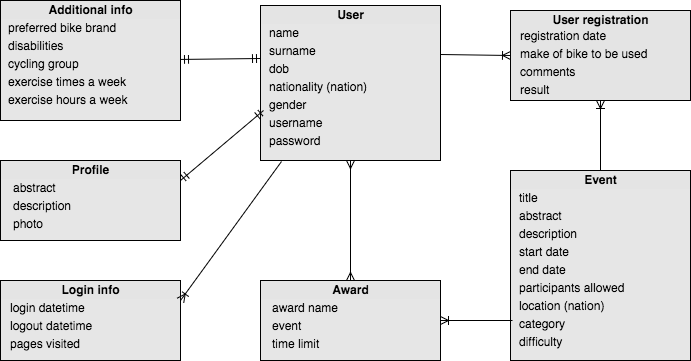 Additional info
preferred bike brand
disabilities
cycling group
exercise times a week
exercise hours a week
User
name
surname
dob
nationality (nation)
gender
username
password
User registration
registration date
make of bike to be used
comments
result
Profile
abstract
description
photo
Event
title
abstract
description
start date
end date
participants allowed
location (nation)
category
difficulty
Login info
login datetime
logout datetime
pages visited
Award
award name
event
time limit